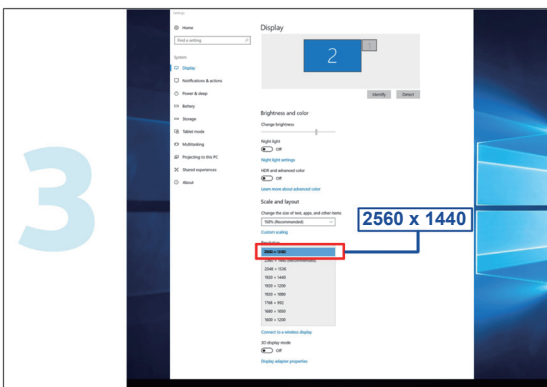 Settings
3
Home
Find a setting
System
Display
Notifications & actions
Power & sleep
Battery
Storage
Tablet mode
Multitasking
Projecting to this PC
Shared experiences
About
Display
2
1
Identify
Detect
Brightness and color
Change brightness
Night light
Off
Night light settings
HDR and advanced color
Off
Learn more about advanced color
Scale and layout
Change the size of text, apps, and other items
100% (Recommended)
Custom scaling
Resolution
2560 x 1440
2048 × 1536
1920 × 1440
1920 × 1200
1920 × 1080
1680 × 1050
1600 × 1200
Connect to a wireless display
3D display mode
Off
Display adapter properties